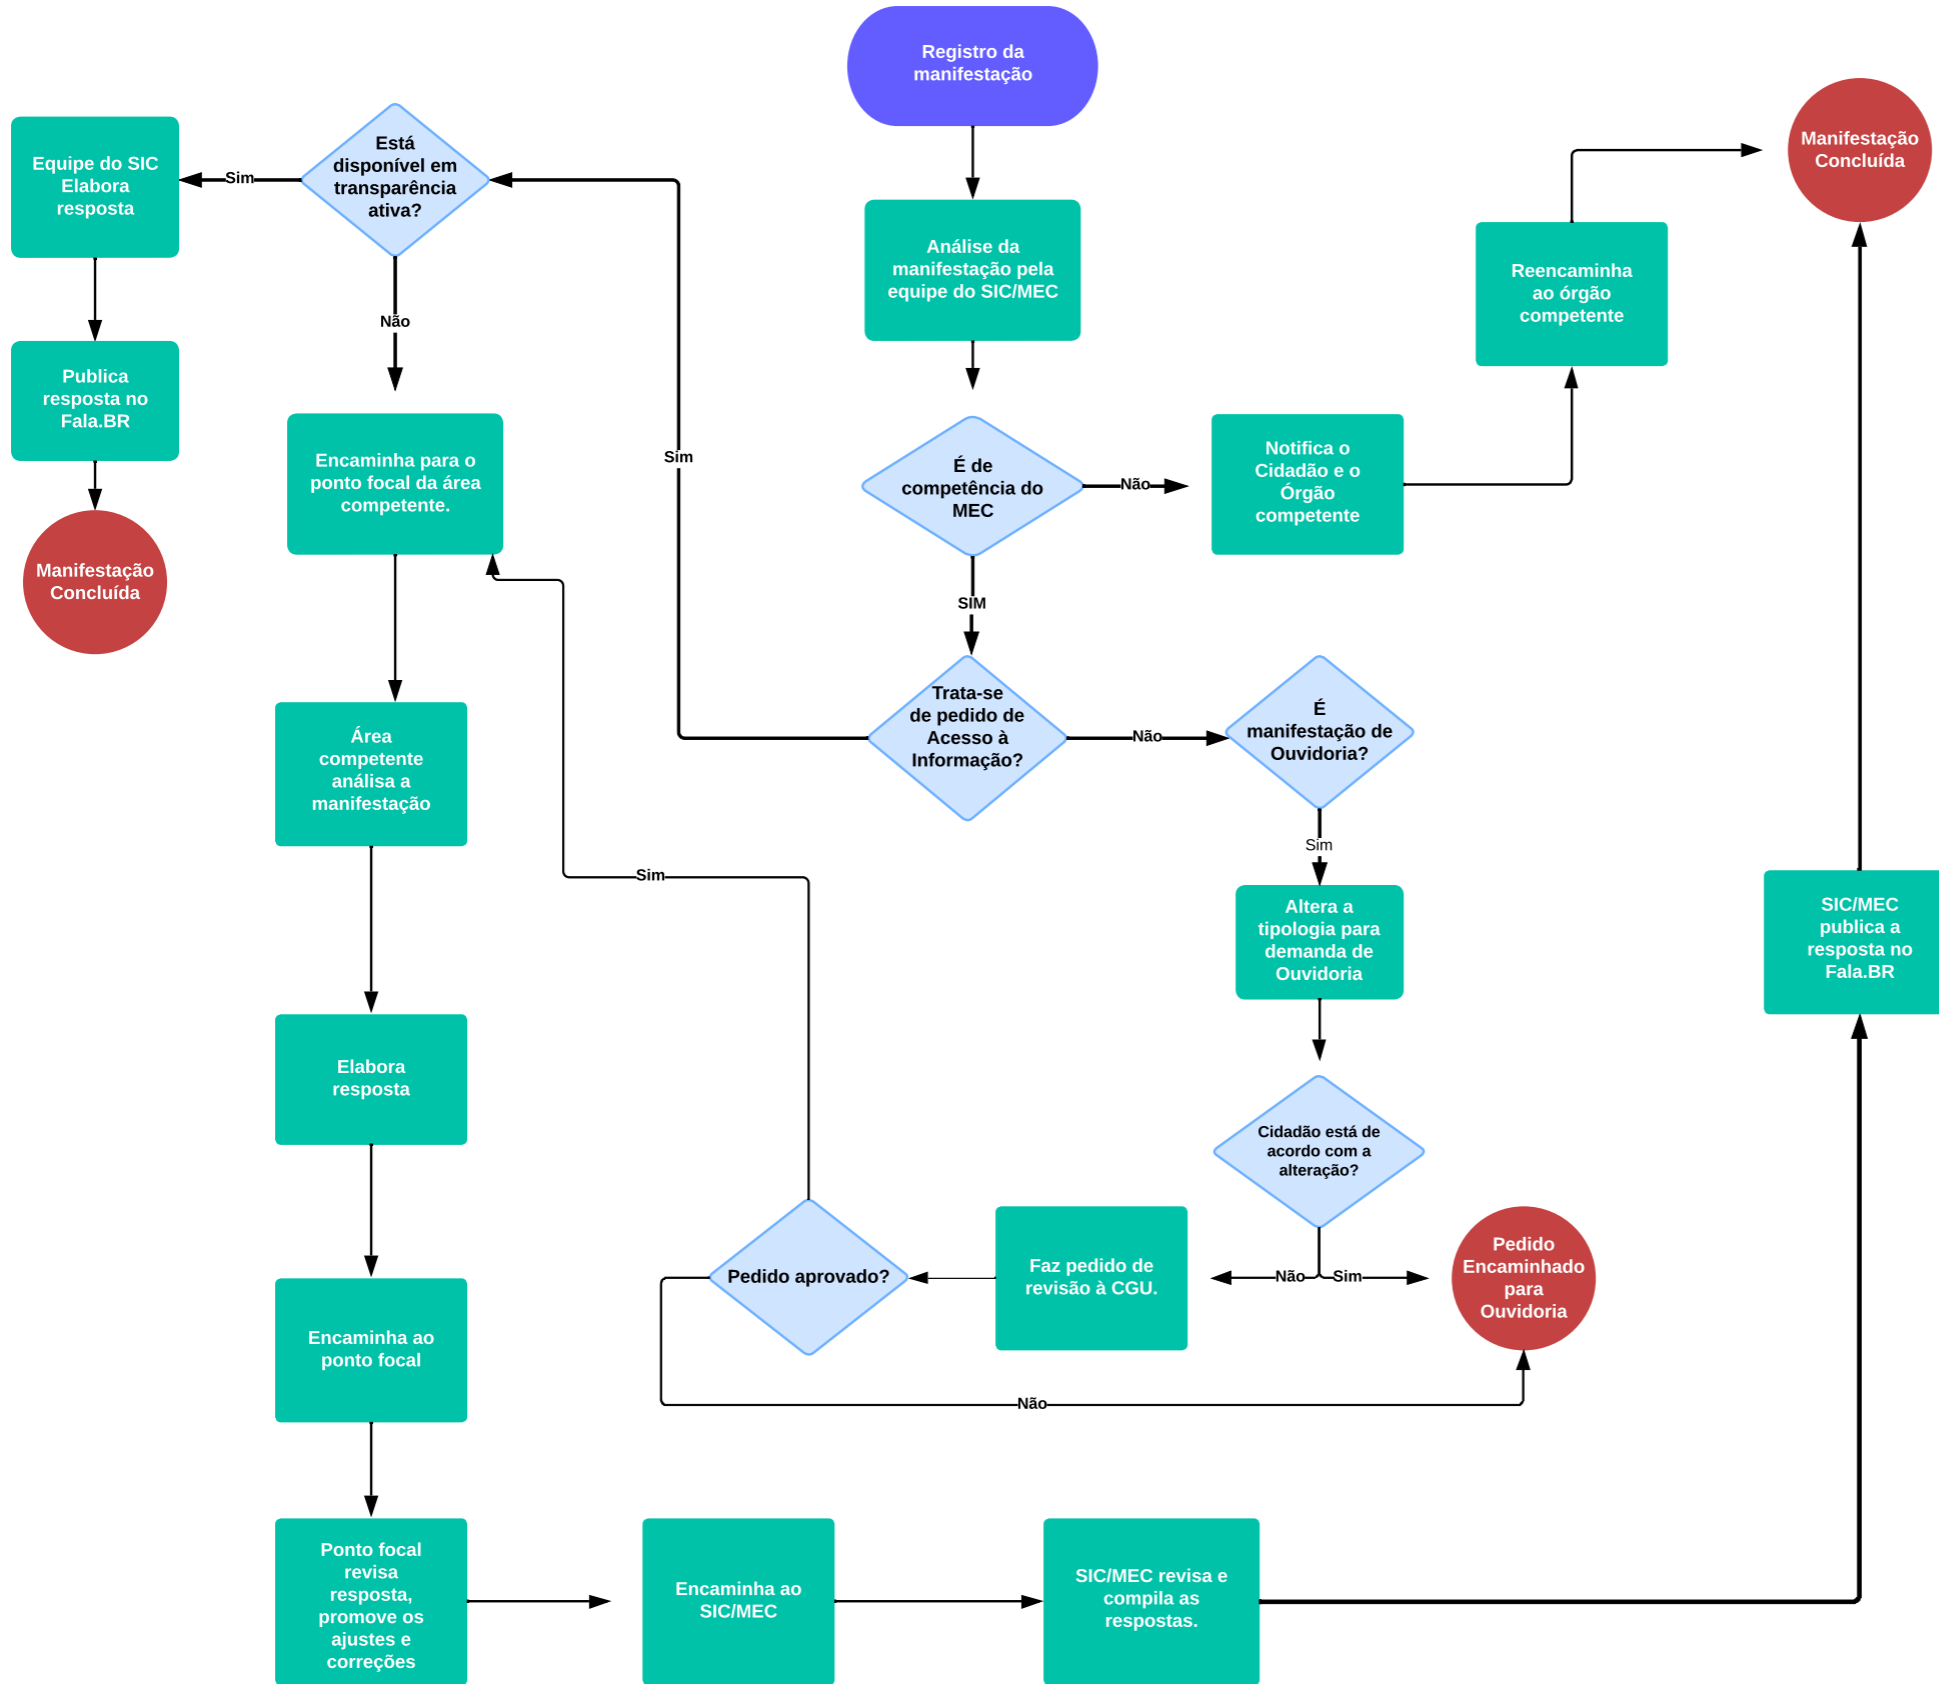 Registro da
manifestação
Análise da
manifestação pela
equipe do SIC/MEC
É de
competência do
MEC
Não
Notifica o
Cidadão e o
Órgão
competente
Reencaminha
ao órgão
competente
Manifestação
Concluída
SIM
Trata-se
de pedido de
Acesso à
Informação?
Sim
Está
disponível em
transparência
ativa?
Sim
Equipe do SIC
Elabora
resposta
Publica
resposta no
Fala.BR
Manifestação
Concluída
Não
Encaminha para o
ponto focal da área
competente.
Área
competente
análisa a
manifestação
Elabora
resposta
Encaminha ao
ponto focal
Ponto focal
revisa
resposta,
promove os
ajustes e
correções
Encaminha ao
SIC/MEC
SIC/MEC revisa e
compila as
respostas.
SIC/MEC
publica a
resposta no
Fala.BR
Não
É
manifestação de
Ouvidoria?
Sim
Altera a
tipologia para
demanda de
Ouvidoria
Cidadão está de
acordo com a
alteração?
Não
Sim
Pedido
Encaminhado
para
Ouvidoria
Faz pedido de
revisão à CGU.
Pedido aprovado?
Sim
Não